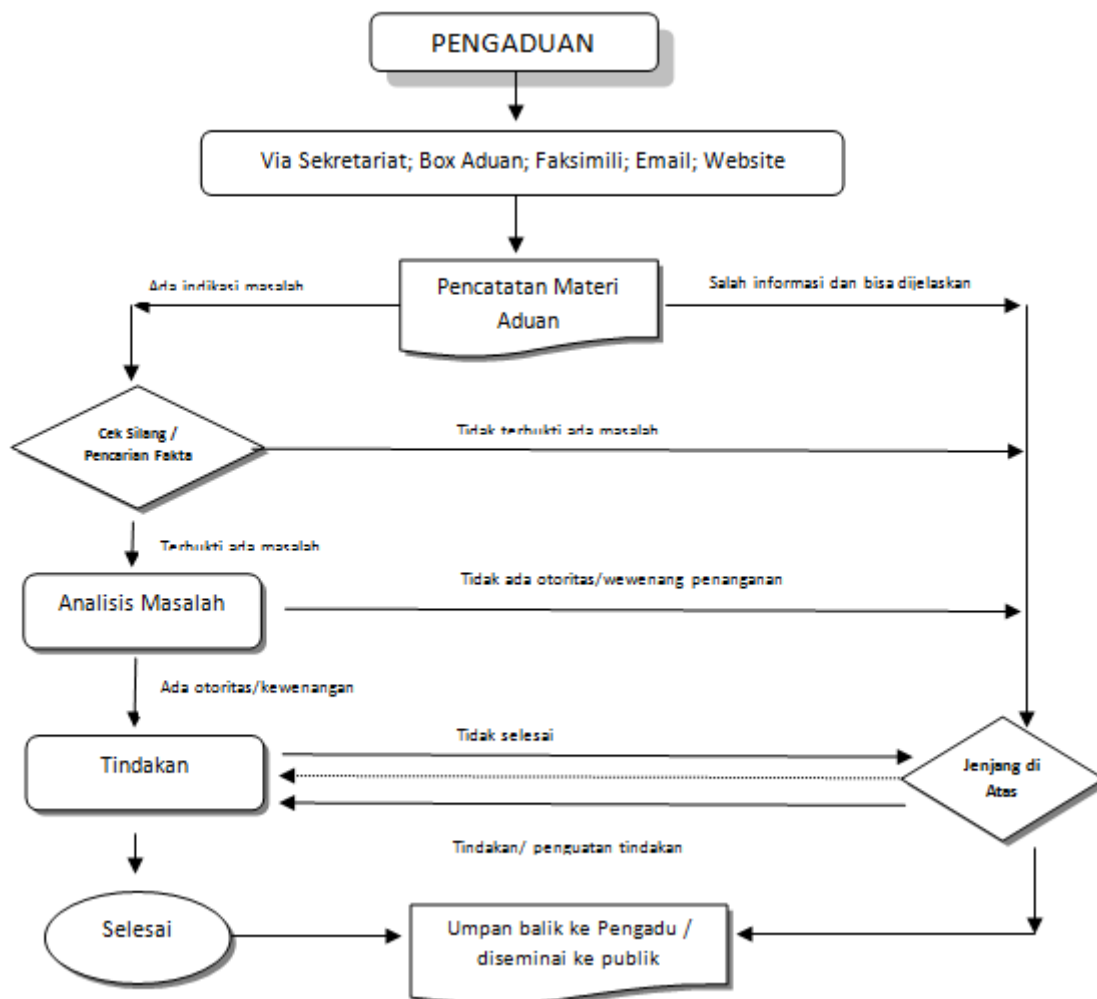 PENGADUAN
Via Sekretariat; Box Aduan; Faksimili; Email; Website
Ada indikasi masalah
Pencatatan Materi
Aduan
Salah informasi dan bisa dijelaskan
Cek Silang /
Pencarian Fakta
Tidak terbukti ada masalah
Terbukti ada masalah
Analisis Masalah
Tidak ada otoritas/wewenang penanganan
Ada otoritas/kewenangan
Tindakan
Tidak selesai
Jenjang di
Atas
Tindakan/ penguatan tindakan
Selesai
Umpan balik ke Pengadu /
diseminai ke publik